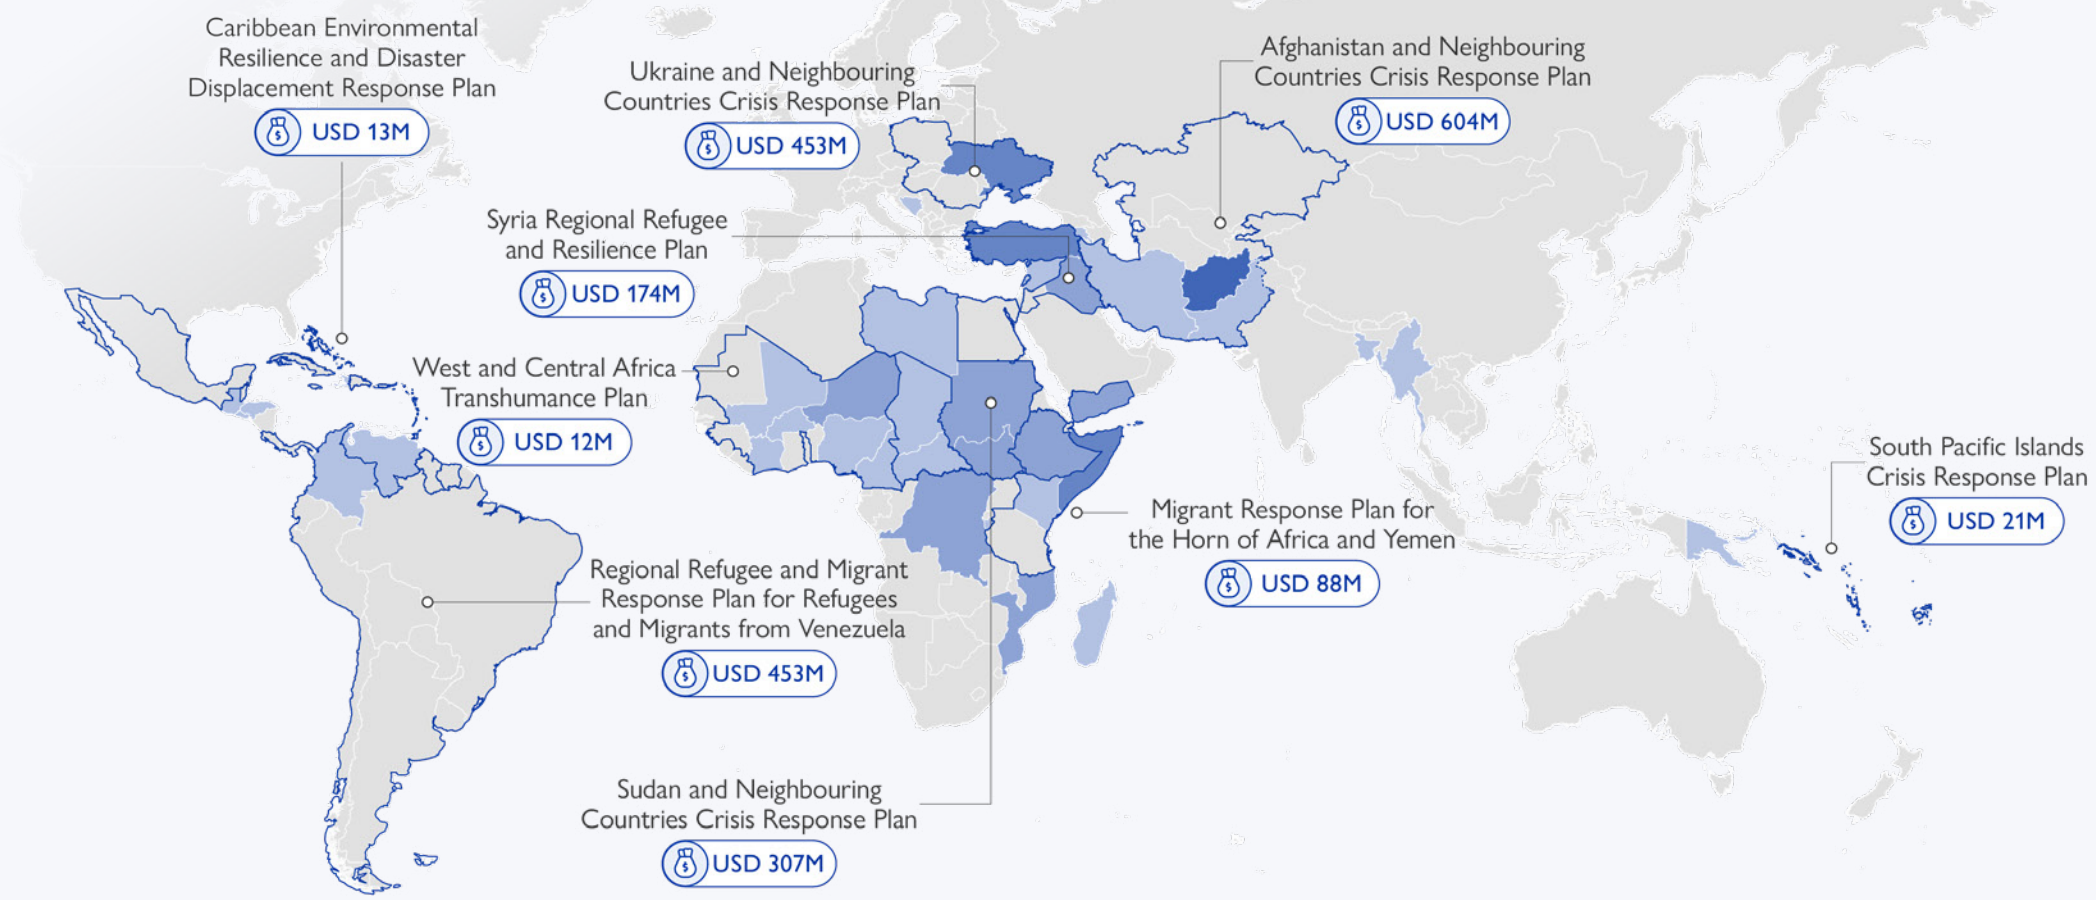 Caribbean Environmental
Resilience and Disaster
Displacement Response Plan
USD 13M
Ukraine and Neighbouring
Countries Crisis Response Plan
USD 453M
Afghanistan and Neighbouring
Countries Crisis Response Plan
USD 604M
Syria Regional Refugee
and Resilience Plan
USD 174M
West and Central Africa
Transhumance Plan
USD 12M
South Pacific Islands
Crisis Response Plan
USD 21M
Migrant Response Plan for
the Horn of Africa and Yemen
USD 88M
Regional Refugee and Migrant
Response Plan for Refugees
and Migrants from Venezuela
USD 453M
Sudan and Neighbouring
Countries Crisis Response Plan
USD 307M